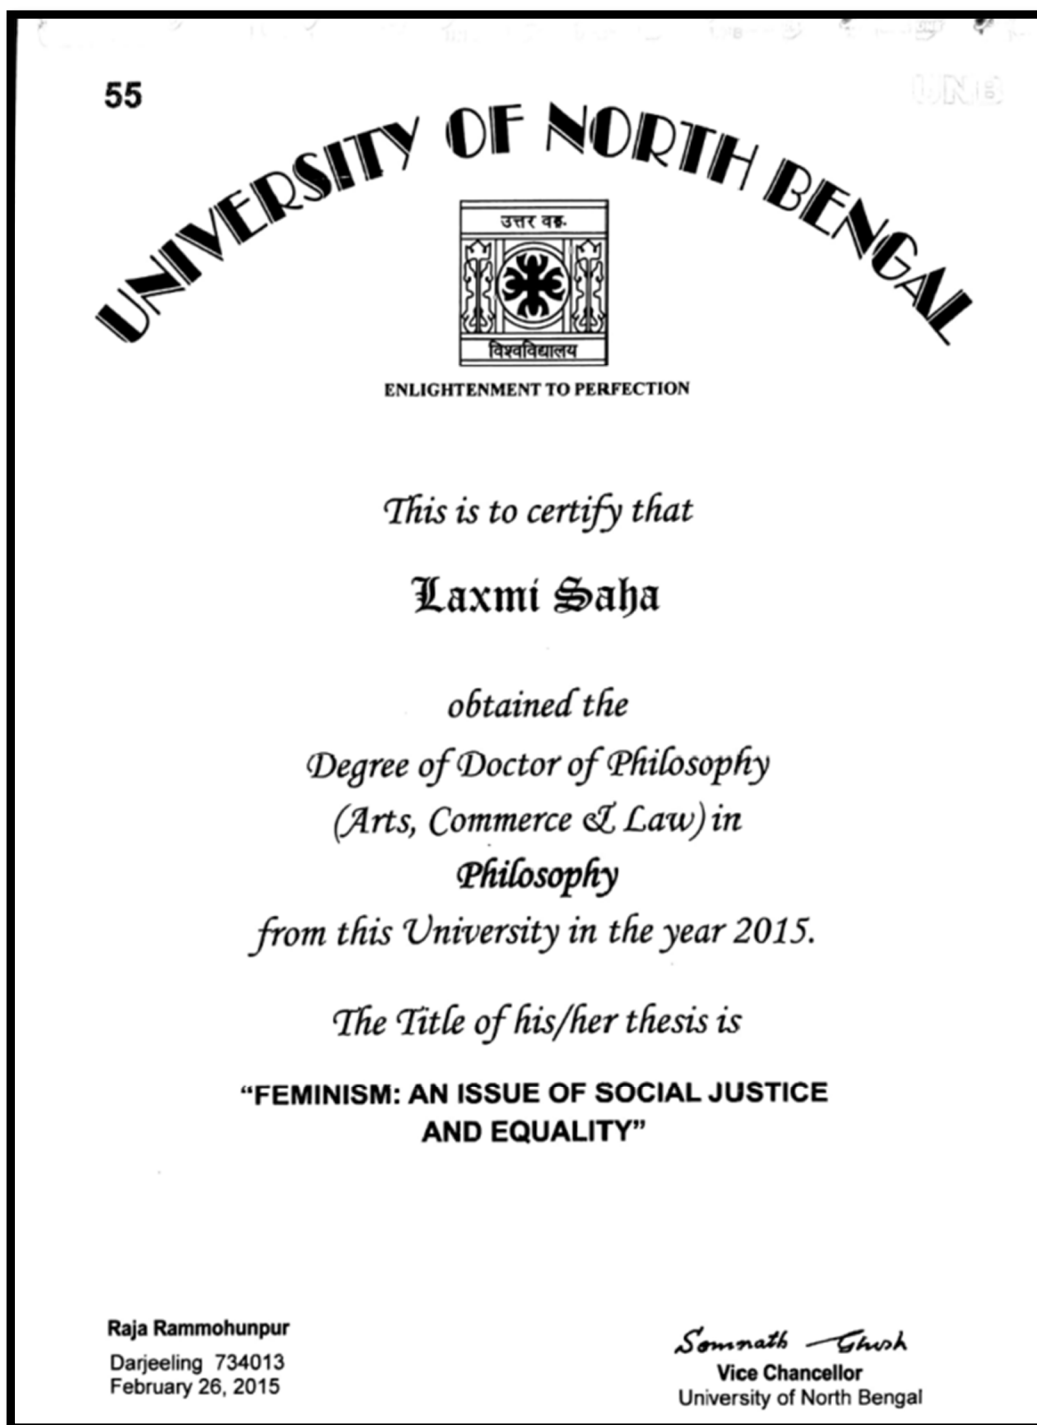 55
UNB
UNIVERSITY OF NORTH BENGAL
उत्तर वङ्ग
विश्वविद्यालय
ENLIGHTENMENT TO PERFECTION
This is to certify that
Laxmi Saha
obtained the
Degree of Doctor of Philosophy
(Arts, Commerce & Law) in
Philosophy
from this University in the year 2015.
The Title of his/her thesis is
“FEMINISM: AN ISSUE OF SOCIAL JUSTICE
AND EQUALITY”
Raja Rammohunpur
Darjeeling 734013
February 26, 2015
Somnath Ghosh
Vice Chancellor
University of North Bengal